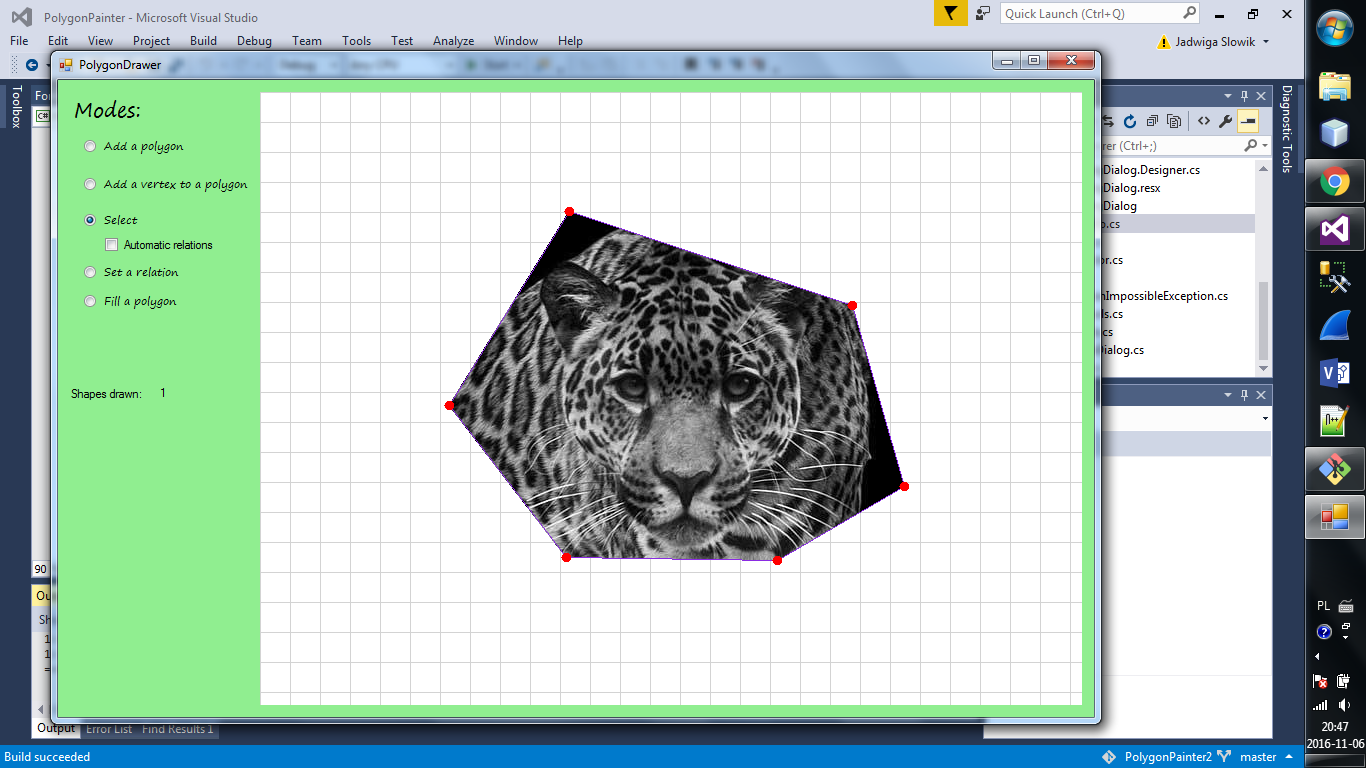 PolygonPainter - Microsoft Visual Studio
Quick Launch (Ctrl+Q)
File Edit View Project Build Debug Team Tools Test Analyze Window Help
Jadwiga Slowik
PolygonDrawer
Toolbox
Modes:
Add a polygon
Add a vertex to a polygon
Select
Automatic relations
Set a relation
Fill a polygon
Shapes drawn: 1
Diagnostic Tools
rer (Ctrl+;)
Dialog.Designer.cs
Dialog.resx
Dialog
o.cs
or.cs
nImpossibleException.cs
ls.cs
cs
Dialog.cs
90
Ou
Sh
1
1
=
Output Error List Find Results 1
Build succeeded
PolygonPainter2 master
PL
20:47
2016-11-06